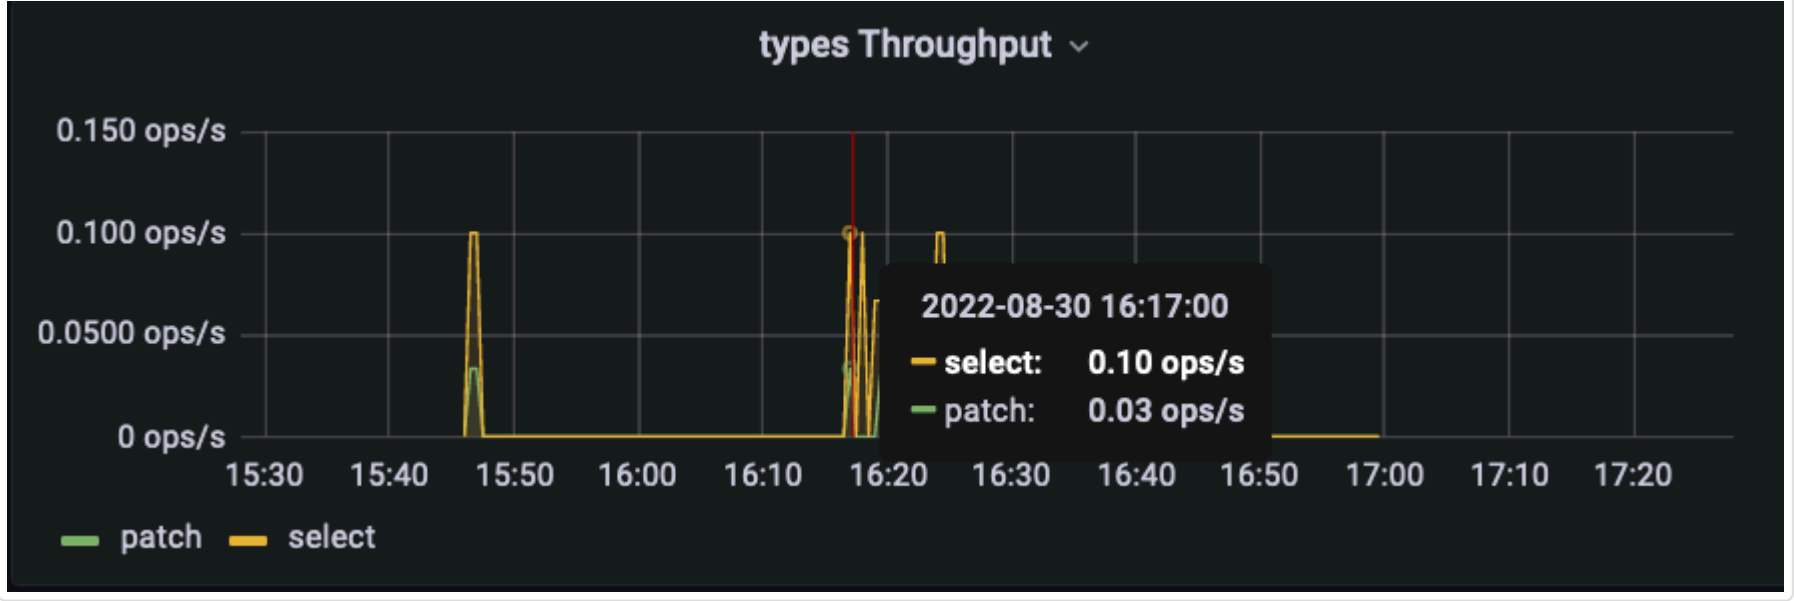 types Throughput
0.150 ops/s
0.100 ops/s
0.0500 ops/s
0 ops/s
2022-08-30 16:17:00
select: 0.10 ops/s
patch: 0.03 ops/s
15:30 15:40 15:50 16:00 16:10 16:20 16:30 16:40 16:50 17:00 17:10 17:20
patch select